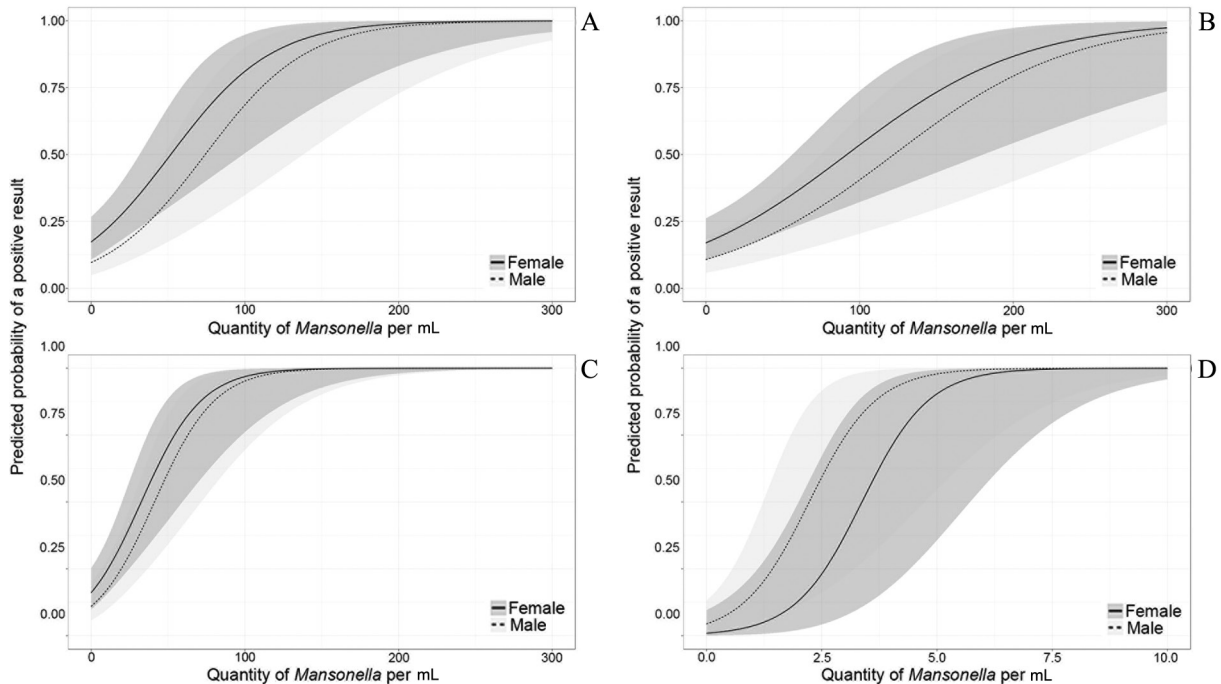 A
1.00
0.75
0.50
0.25
0.00
Predicted probability of a positive result
Female
Male
0 100 200 300
Quantity of Mansonella per mL
B
1.00
0.75
0.50
0.25
0.00
Predicted probability of a positive result
Female
Male
0 100 200 300
Quantity of Mansonella per mL
C
1.00
0.75
0.50
0.25
0.00
Female
Male
0 100 200 300
Quantity of Mansonella per mL
D
1.00
0.75
0.50
0.25
0.00
Female
Male
0.0 2.5 5.0 7.5 10.0
Quantity of Mansonella per mL